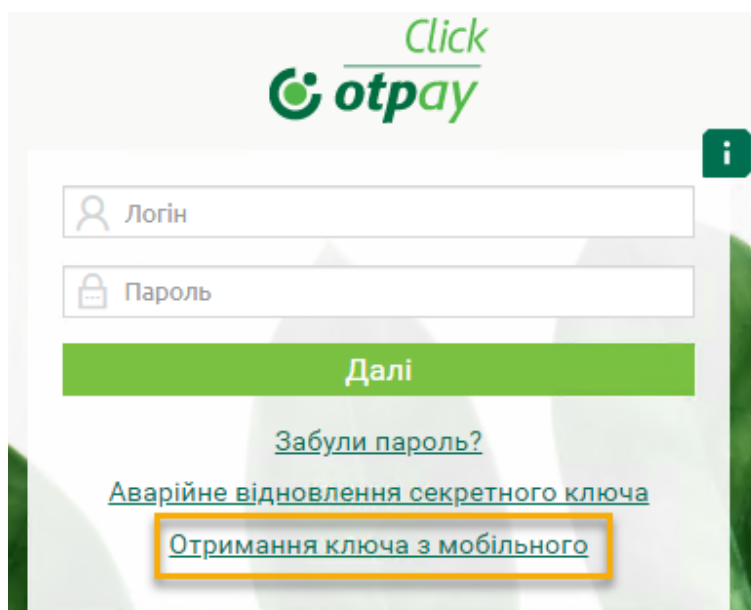 Click
otpay
i
Логін
Пароль
Далі
Забули пароль?
Аварійне відновлення секретного ключа
Отримання ключа з мобільного